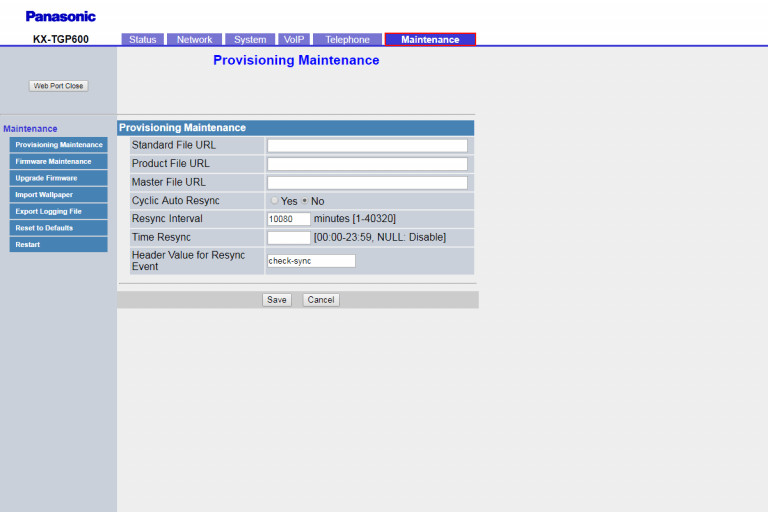 Panasonic
KX-TGP600
Status Network System VoIP Telephone Maintenance
Provisioning Maintenance
Web Port Close
Maintenance
Provisioning Maintenance
Firmware Maintenance
Upgrade Firmware
Import Wallpaper
Export Logging File
Reset to Defaults
Restart
Provisioning Maintenance
Standard File URL
Product File URL
Master File URL
Cyclic Auto Resync Yes No
Resync Interval 10080 minutes [1-40320]
Time Resync [00:00-23:59, NULL: Disable]
Header Value for Resync
Event
check-sync
Save Cancel